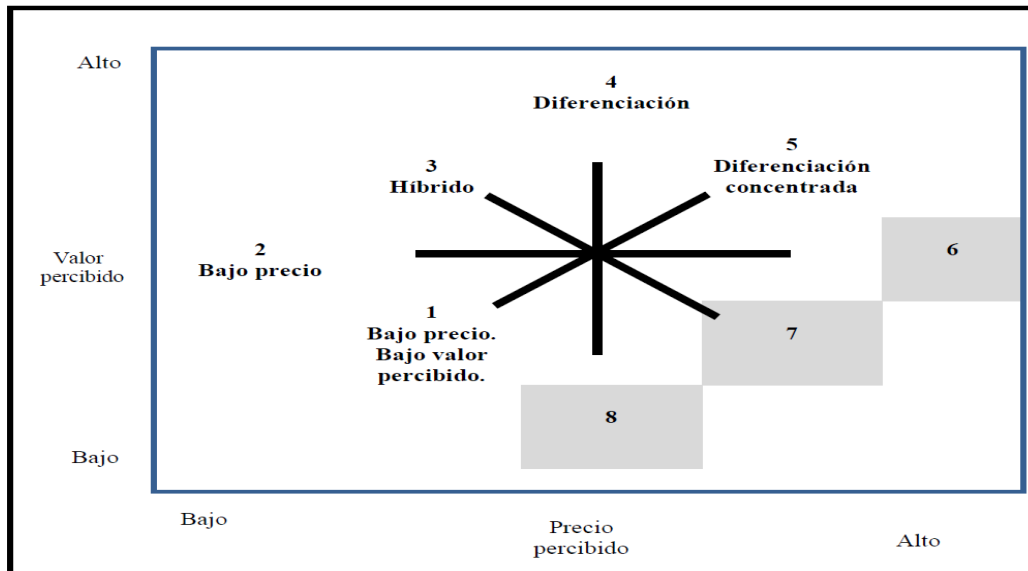 Alto
4
Diferenciación
3
Híbrido
5
Diferenciación
concentrada
Valor
percibido
2
Bajo precio
6
1
Bajo precio.
Bajo valor
percibido.
7
8
Bajo
Bajo
Precio
percibido
Alto